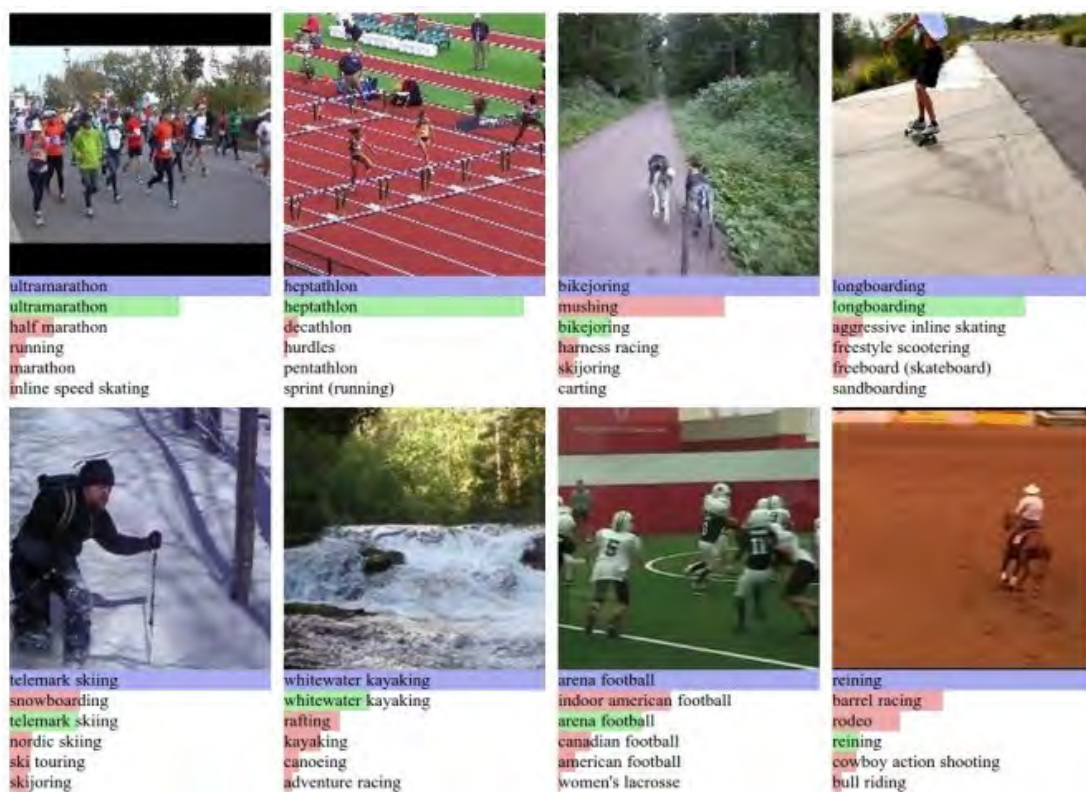 ultramarathon
ultramarathon
half marathon
running
marathon
inline speed skating
heptathlon
heptathlon
decathlon
hurdles
pentathlon
sprint (running)
bikejoring
mushing
bikejoring
harness racing
skijoring
carting
longboarding
longboarding
aggressive inline skating
freestyle scootering
freeboard (skateboard)
sandboarding
telemark skiing
snowboarding
telemark skiing
nordic skiing
ski touring
skijoring
whitewater kayaking
whitewater kayaking
rafting
kayaking
canoeing
adventure racing
5
11
arena football
indoor american football
arena football
canadian football
american football
women's lacrosse
reining
barrel racing
rodeo
reining
cowboy action shooting
bull riding